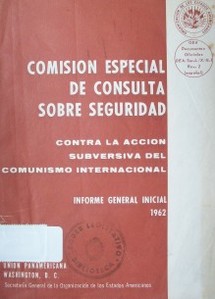 COMISION ESPECIAL
DE CONSULTA
SOBRE SEGURIDAD
CONTRA LA ACCION
SUBVERSIVA DEL
COMUNISMO INTERNACIONAL
INFORME GENERAL INICIAL
1962
UNION PANAMERICANA
WASHINGTON, D. C.
Secretaría General de la Organización de los Estados Americanos